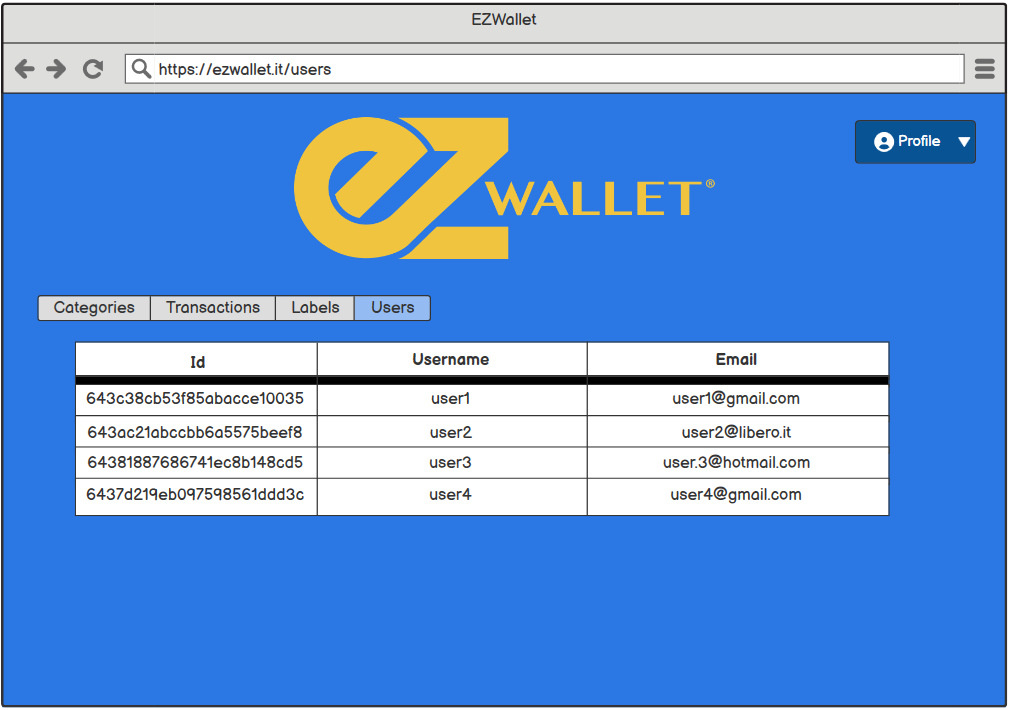 EZWallet
https://ezwallet.it/users
Profile
eZ WALLET®
Categories Transactions Labels Users
Id Username Email
643c38cb53f85abacce10035 user1 user1@gmail.com
643ac21abccbb6a5575beef8 user2 user2@libero.it
64381887686741ec8b148cd5 user3 user.3@hotmail.com
6437d219eb097598561ddd3c user4 user4@gmail.com